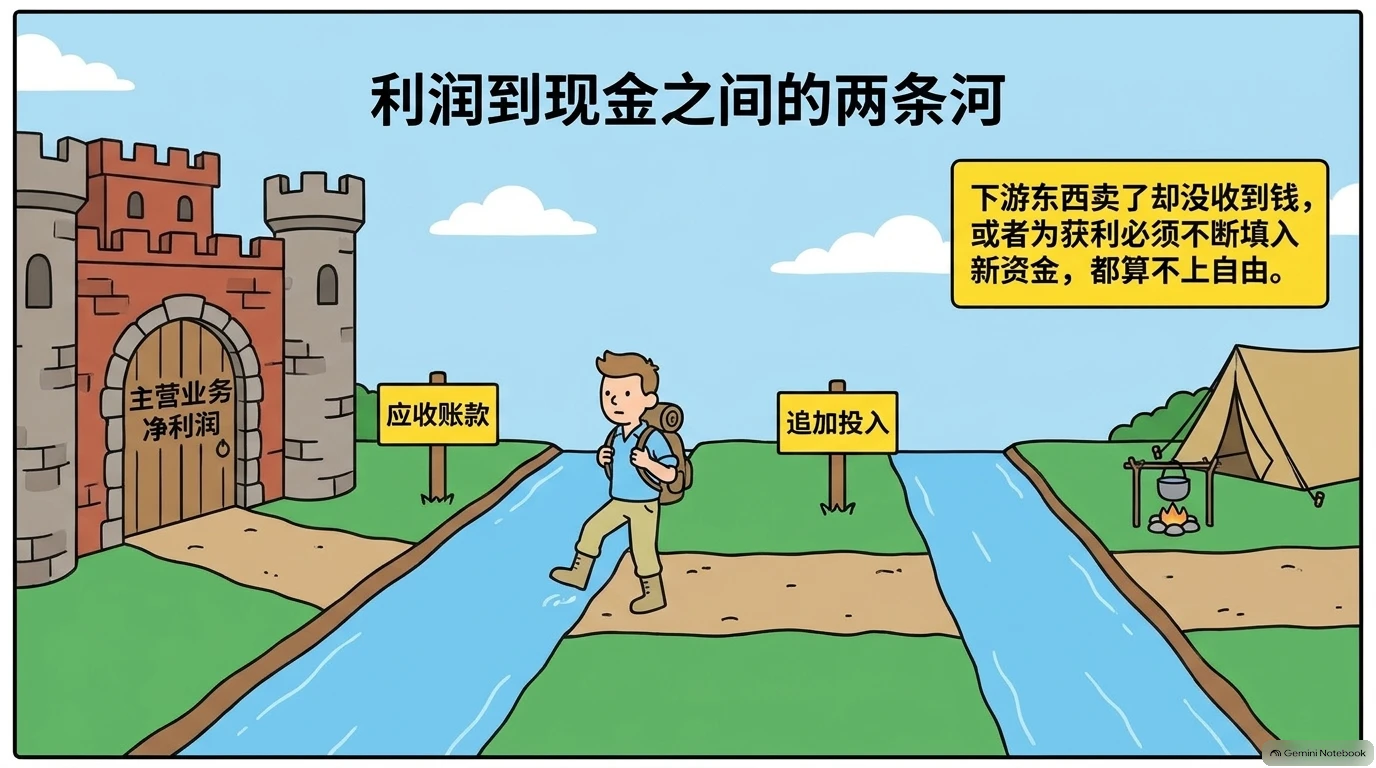 利润到现金之间的两条河
下游东西卖了却没收到钱，
或者为获利必须不断填入
新资金，都算不上自由。
主营业务
净利润
应收账款
追加投入
Gemini Notebook